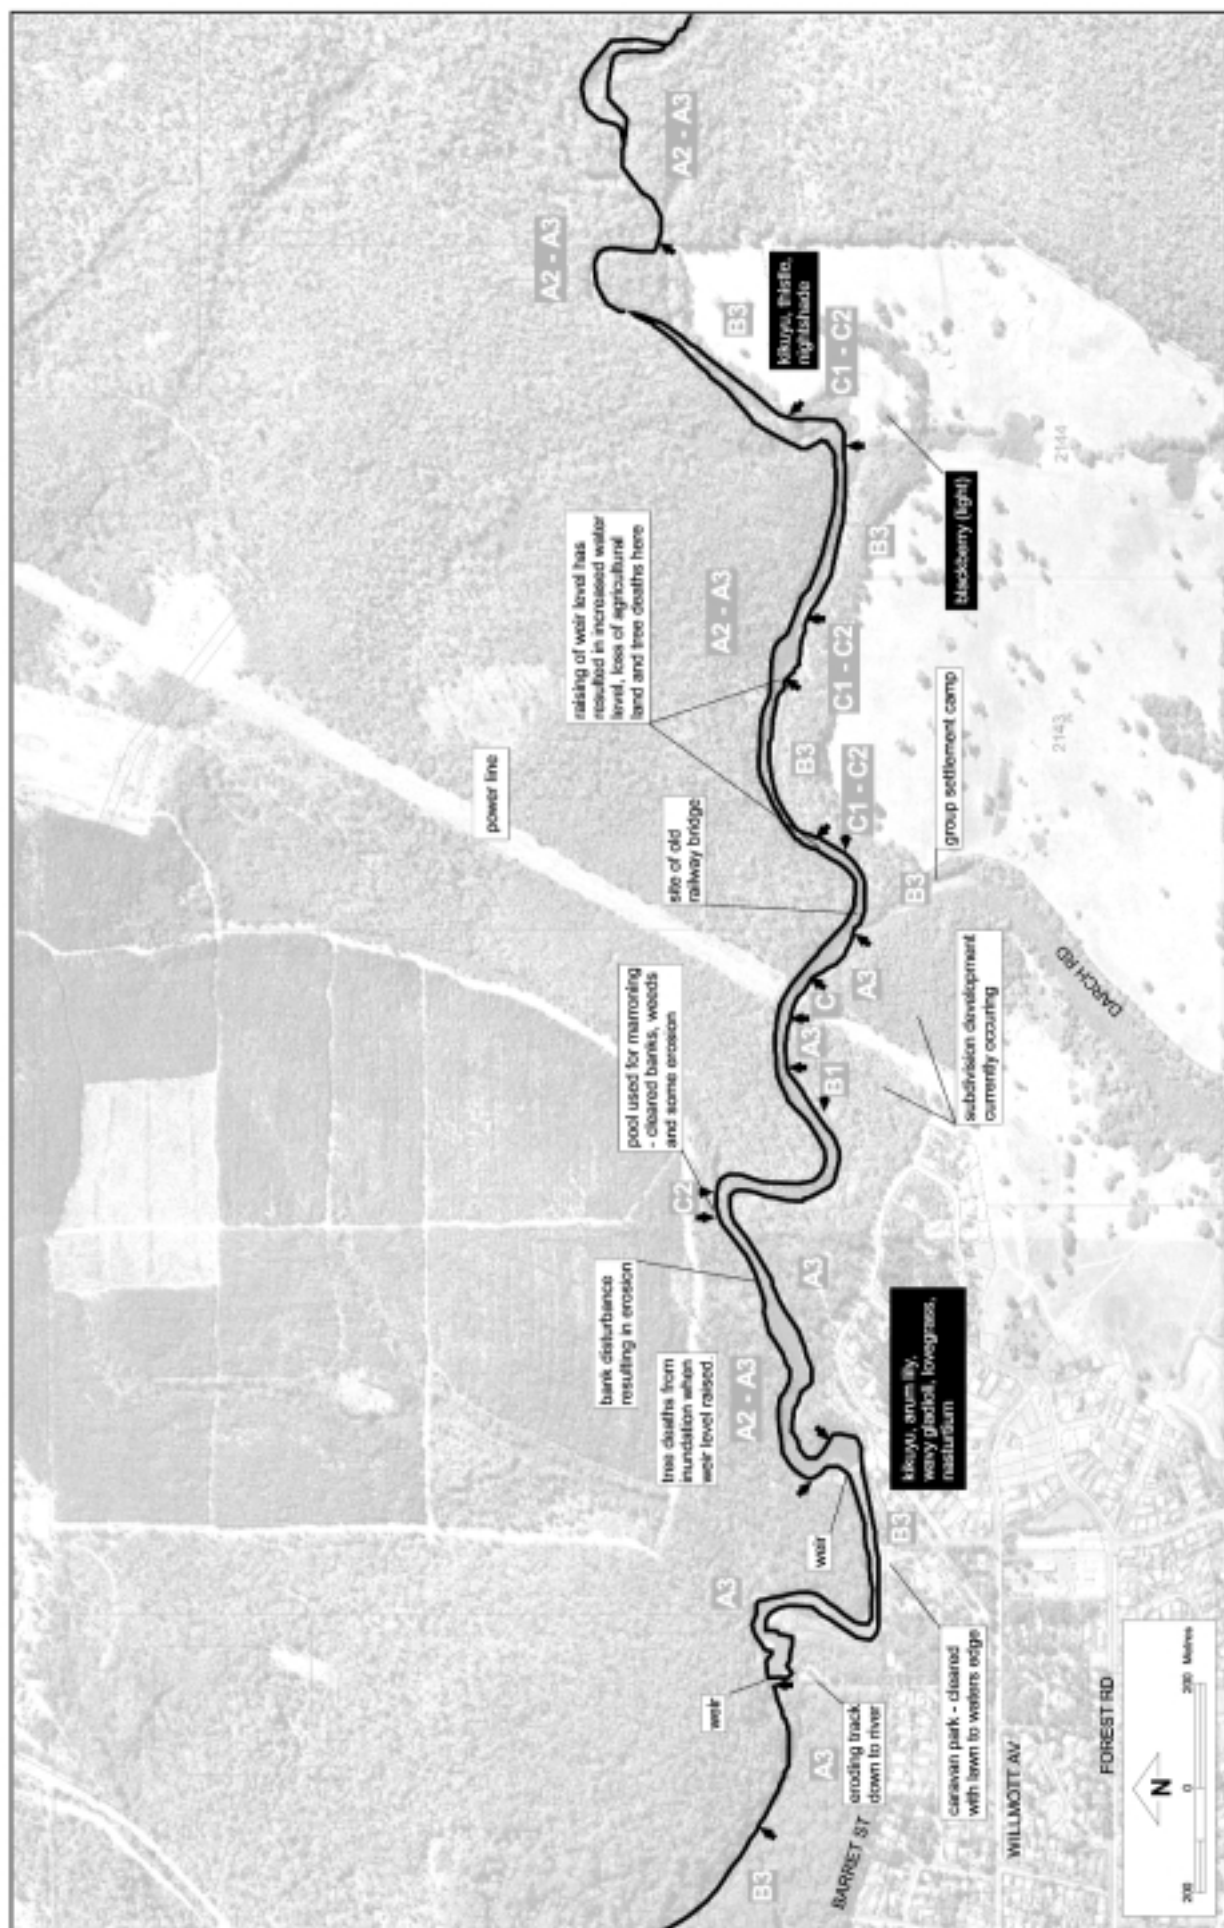 A2 - A3
A2 - A3
B3
kikuyu, thistle,
nightshade
C1 - C2
blackberry (light)
2144
B3
raising of weir level has
resulted in increased water
level, loss of agricultural
land and tree deaths here
A2 - A3
C1 - C2
B3
C1 - C2
2143
group settlement camp
power line
site of old
railway bridge
B3
DARCH RD
A3
C
A3
B1
subdivision development
currently occuring
pool used for marroning
- cleared banks, weeds
and some erosion
C2
bank disturbance
resulting in erosion
A3
tree deaths from
inundation when
weir level raised.
A2 - A3
kikuyu, arum lily,
wavy gladioli, lovegrass,
nasturtium
weir
B3
A3
weir
eroding track
down to river
caravan park - cleared
with lawn to waters edge
A3
B3
BARRET ST
WILLMOTT AV
FOREST RD
N
200 0 200 Metres